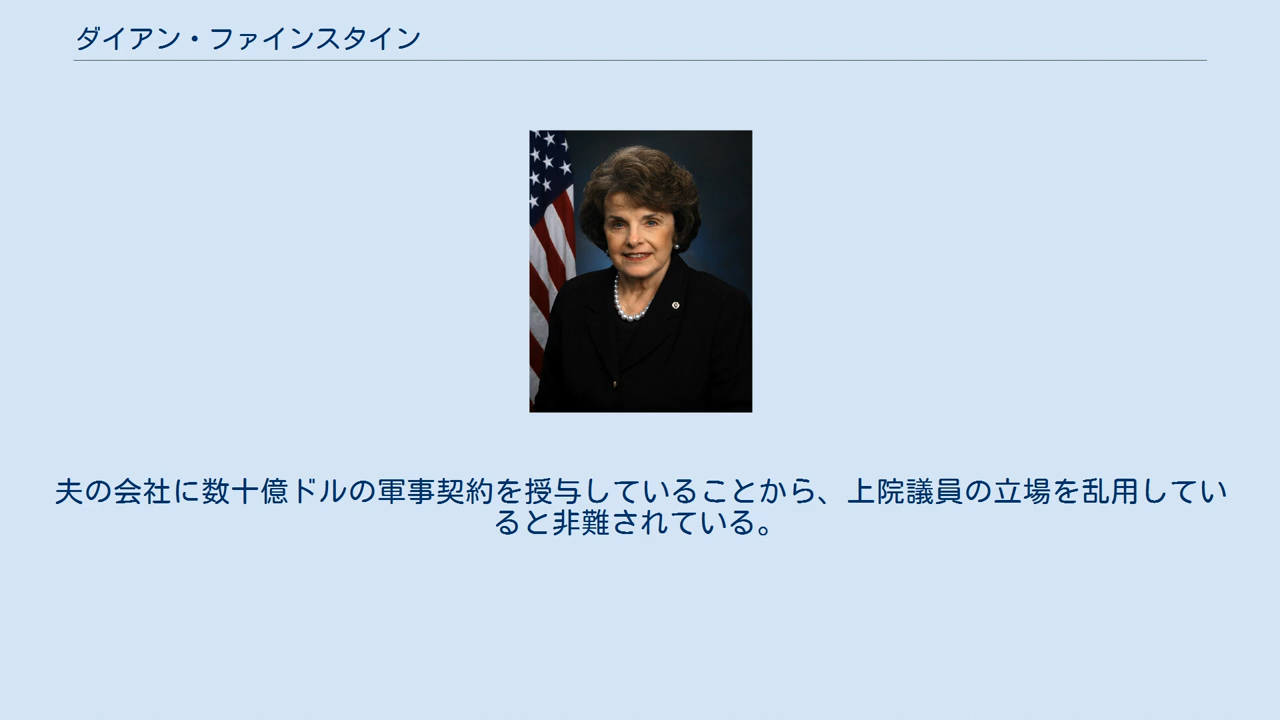 ダイアン・ファインスタイン
夫の会社に数十億ドルの軍事契約を授与していることから、上院議員の立場を乱用してい
ると非難されている。